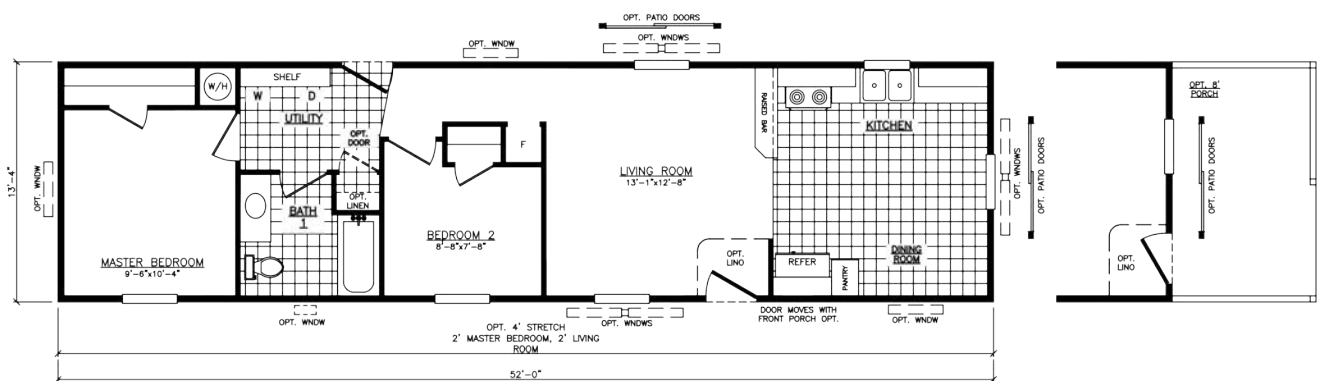 OPT. PATIO DOORS
OPT. WNDW
OPT. WNDWS
SHELF
W/H
W
D
UTILITY
OPT.
DOOR
F
RAISED BAR
KITCHEN
OPT. 8'
PORCH
13'-4"
OPT. WNDW
LIVING ROOM
13'-1"x12'-8"
OPT. WNDWS
OPT. PATIO DOORS
OPT. PATIO DOORS
OPT.
LINEN
BATH
1
BEDROOM 2
8'-8"x7'-8"
MASTER BEDROOM
9'-6"x10'-4"
OPT.
LINO
REFER
PANTRY
DINING
ROOM
OPT.
LINO
OPT. WNDW
OPT. WNDWS
DOOR MOVES WITH
FRONT PORCH OPT.
OPT. WNDW
OPT. 4' STRETCH
2' MASTER BEDROOM, 2' LIVING
ROOM
52'-0"